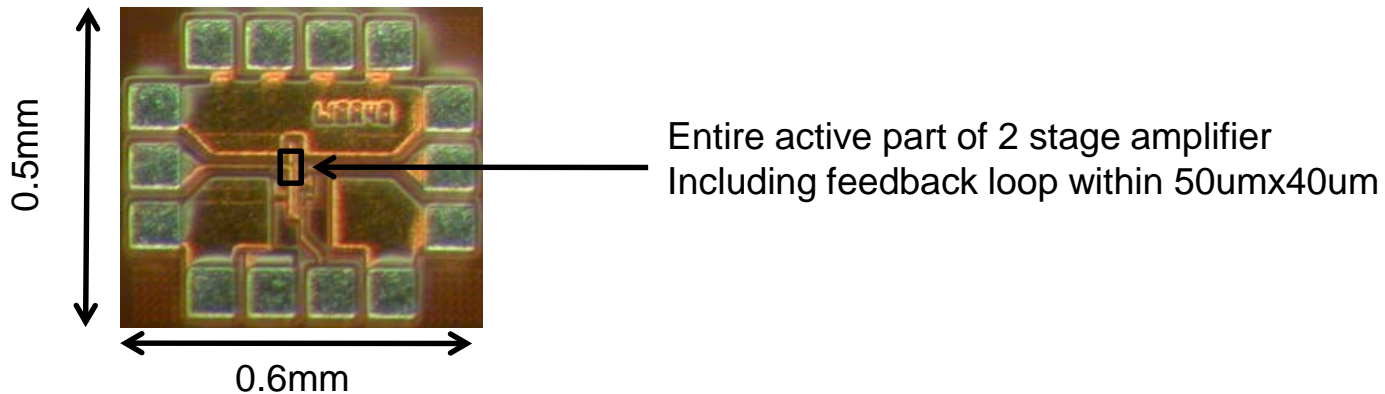 0.5mm
Entire active part of 2 stage amplifier
Including feedback loop within 50umx40um
0.6mm